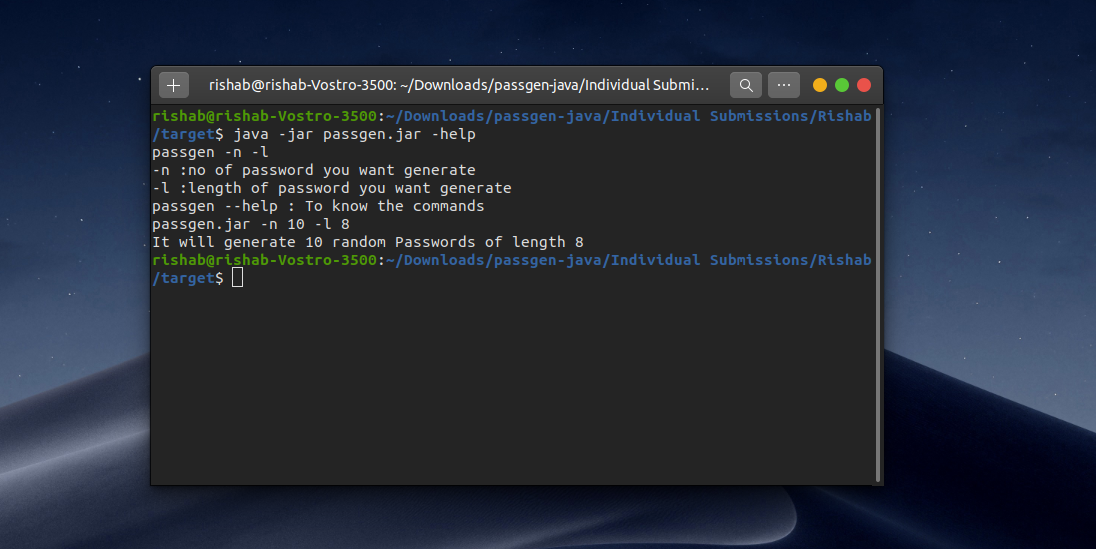 rishab@rishab-Vostro-3500: ~/Downloads/passgen-java/Individual Submi…
rishab@rishab-Vostro-3500:~/Downloads/passgen-java/Individual Submissions/Rishab
/target$ java -jar passgen.jar -help
passgen -n -l
-n :no of password you want generate
-l :length of password you want generate
passgen --help : To know the commands
passgen.jar -n 10 -l 8
It will generate 10 random Passwords of length 8
rishab@rishab-Vostro-3500:~/Downloads/passgen-java/Individual Submissions/Rishab
/target$